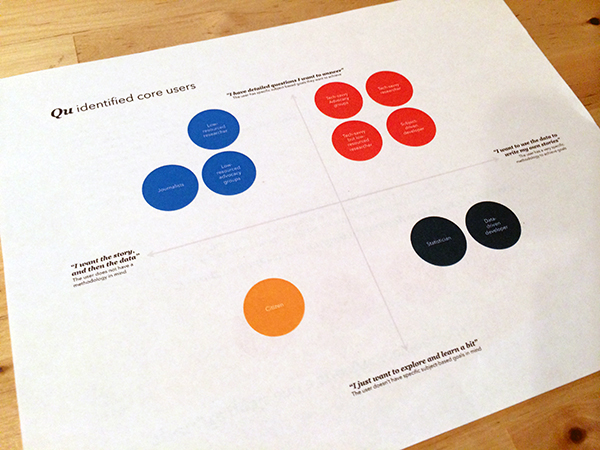 Qu identified core users
"I have detailed questions I want to answer"
The user has specific subject-based goals they want to achieve
Low-
resourced
researcher
Journalists
Low-
resourced
advocacy
groups
Tech savvy
advocacy
groups
Tech savvy
researcher
Tech savvy
but low
resourced
researcher
Subject-
driven
developer
"I want to use the data to
write my own stories"
The user has a very specific
methodology to achieve goals
"I want the story,
and then the data"
The user does not have a
methodology in mind
Statistician
Data-
driven
developer
Citizen
"I just want to explore and learn a bit"
The user doesn't have specific subject-based goals in mind